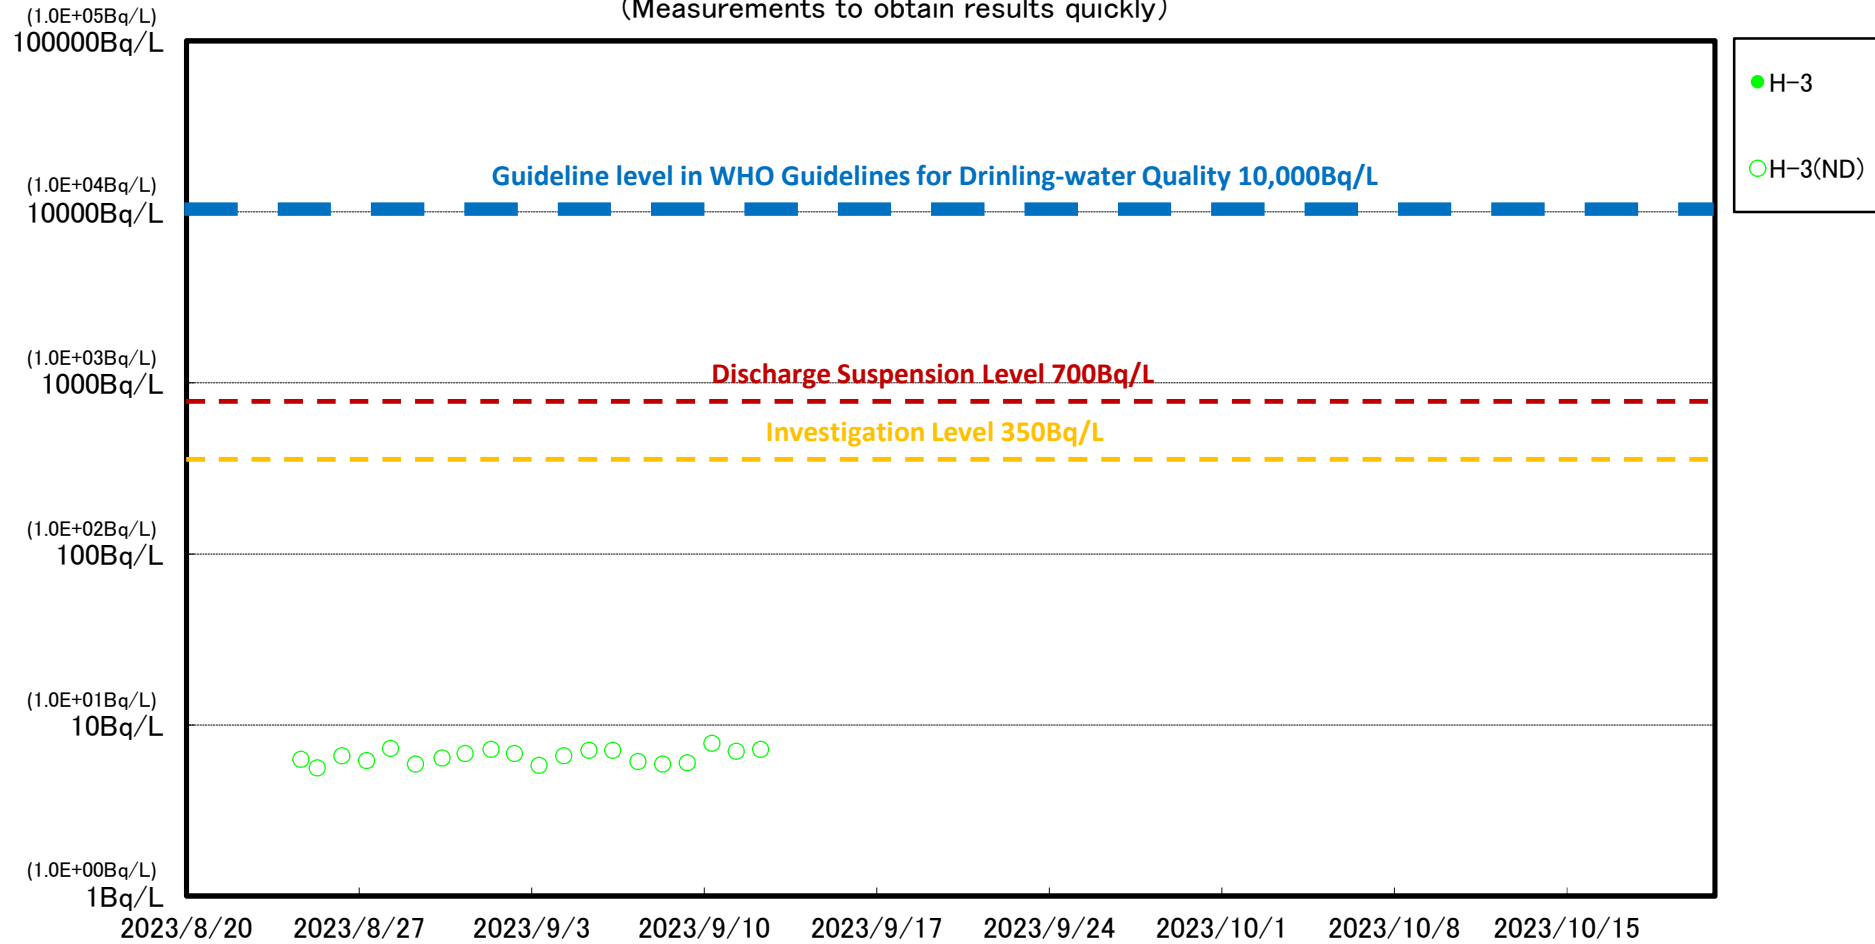 (Measurements to obtain results quickly)
(1.0E+05Bq/L)
100000Bq/L
H-3
H-3(ND)
Guideline level in WHO Guidelines for Drinling-water Quality 10,000Bq/L
(1.0E+04Bq/L)
10000Bq/L
(1.0E+03Bq/L)
1000Bq/L
Discharge Suspension Level 700Bq/L
Investigation Level 350Bq/L
(1.0E+02Bq/L)
100Bq/L
(1.0E+01Bq/L)
10Bq/L
(1.0E+00Bq/L)
1Bq/L
2023/8/20 2023/8/27 2023/9/3 2023/9/10 2023/9/17 2023/9/24 2023/10/1 2023/10/8 2023/10/15